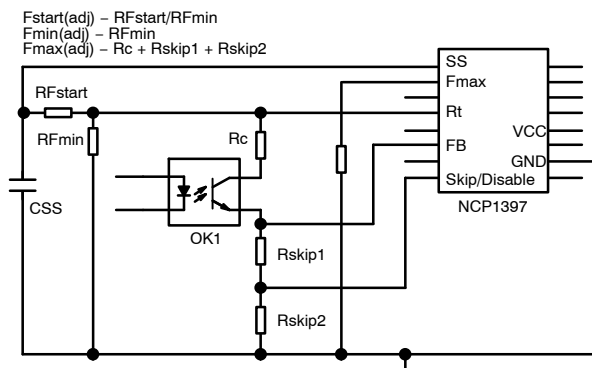 Fstart(adj) – RFstart/RFmin
Fmin(adj) – RFmin
Fmax(adj) – Rc + Rskip1 + Rskip2
SS
Fmax
RFstart
Rt
RFmin
Rc
VCC
FB
GND
Skip/Disable
CSS
NCP1397
OK1
Rskip1
Rskip2